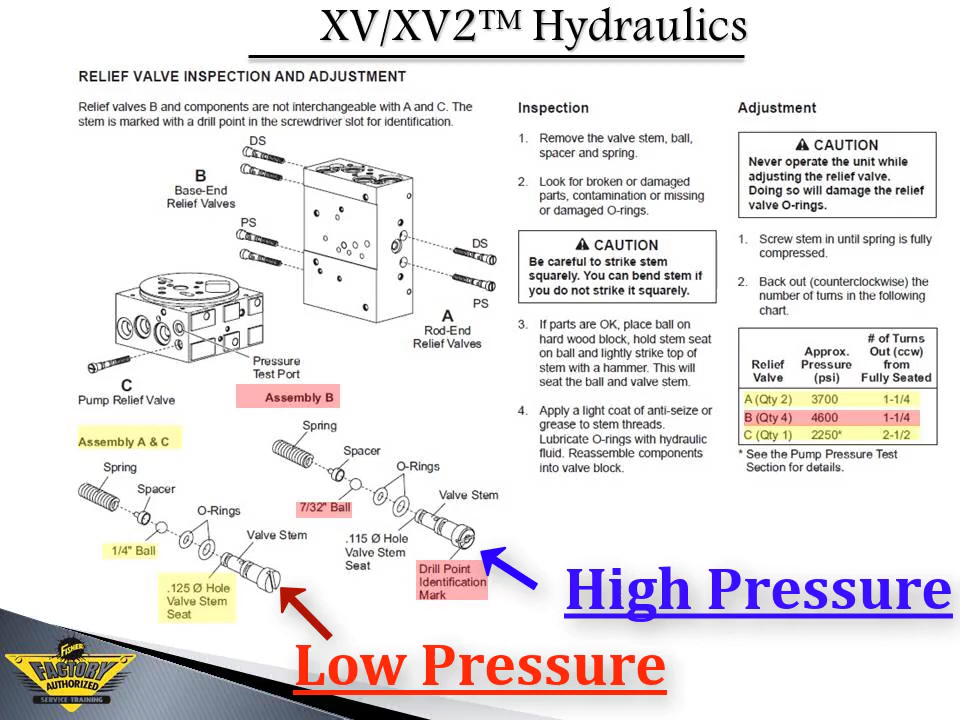 XV/XV2™ Hydraulics
RELIEF VALVE INSPECTION AND ADJUSTMENT
Relief valves B and components are not interchangeable with A and C. The
stem is marked with a drill point in the screwdriver slot for identification.
DS
B
Base-End
Relief Valves
PS
DS
PS
A
Rod-End
Relief Valves
Pressure
Test Port
C
Pump Relief Valve
Assembly B
Assembly A & C
Spring
Spacer
O-Rings
7/32" Ball
Valve Stem
.115 Ø Hole
Valve Stem
Seat
Drill Point
Identification
Mark
Spring
Spacer
O-Rings
1/4" Ball
Valve Stem
.125 Ø Hole
Valve Stem
Seat
Inspection
1. Remove the valve stem, ball,
spacer and spring.
2. Look for broken or damaged
parts, contamination or missing
or damaged O-rings.
CAUTION
Be careful to strike stem
squarely. You can bend stem if
you do not strike it squarely.
3. If parts are OK, place ball on
hard wood block, hold stem seat
on ball and lightly strike top of
stem with a hammer. This will
seat the ball and valve stem.
4. Apply a light coat of anti-seize or
grease to stem threads.
Lubricate O-rings with hydraulic
fluid. Reassemble components
into valve block.
Adjustment
CAUTION
Never operate the unit while
adjusting the relief valve.
Doing so will damage the relief
valve O-rings.
1. Screw stem in until spring is fully
compressed.
2. Back out (counterclockwise) the
number of turns in the following
chart.
Relief Valve Approx. Pressure (psi) # of Turns Out (ccw) from Fully Seated
A (Qty 2) 3700 1-1/4
B (Qty 4) 4600 1-1/4
C (Qty 1) 2250* 2-1/2
* See the Pump Pressure Test
Section for details.
High Pressure
Low Pressure
FISHER
FACTORY
AUTHORIZED
SERVICE TRAINING